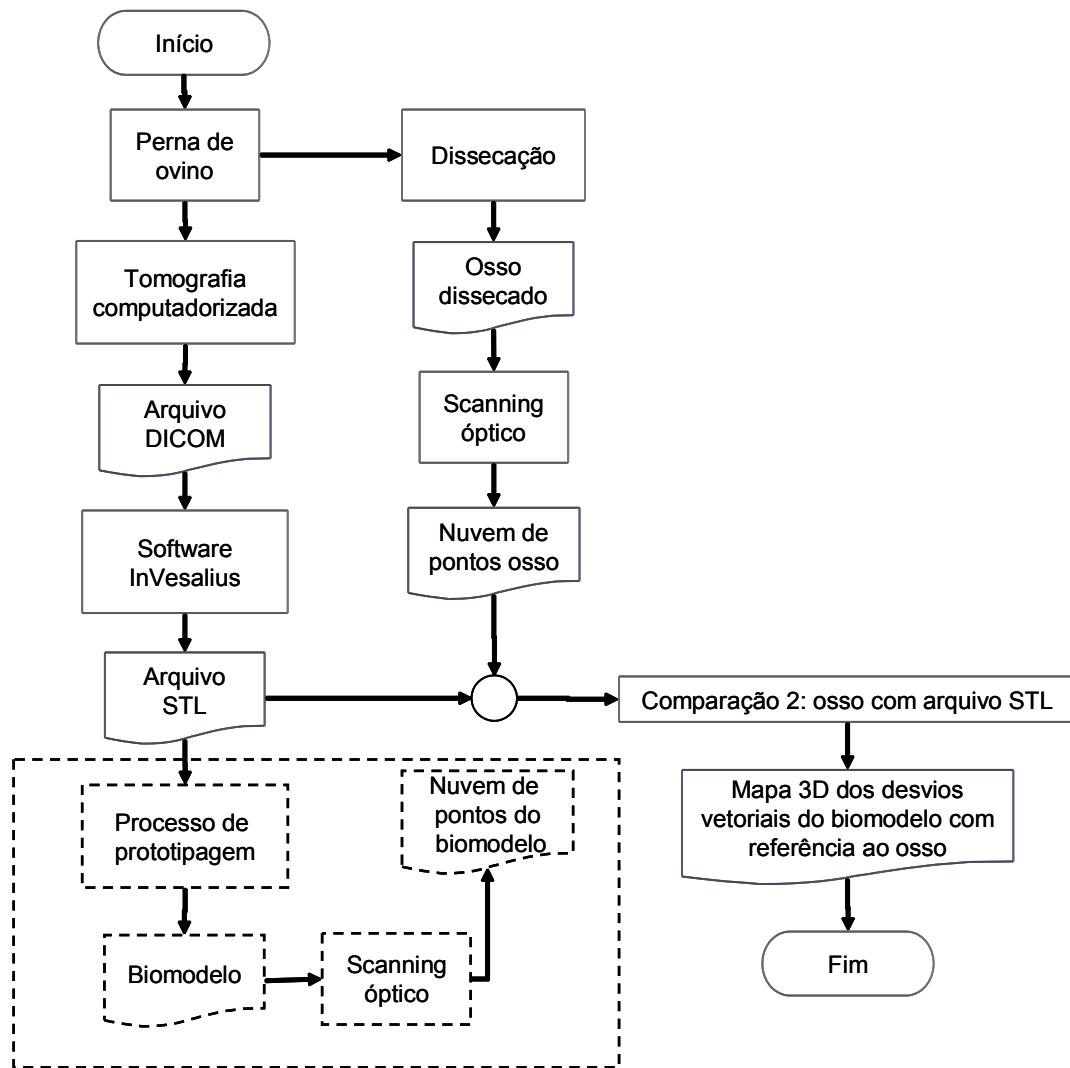 Início
Perna de
ovino
Dissecação
Tomografia
computadorizada
Osso
dissecado
Arquivo
DICOM
Scanning
óptico
Software
InVesalius
Nuvem de
pontos osso
Arquivo
STL
Comparação 2: osso com arquivo STL
Processo de
prototipagem
Nuvem de
pontos do
biomodelo
Mapa 3D dos desvios
vetoriais do biomodelo com
referência ao osso
Biomodelo
Scanning
óptico
Fim